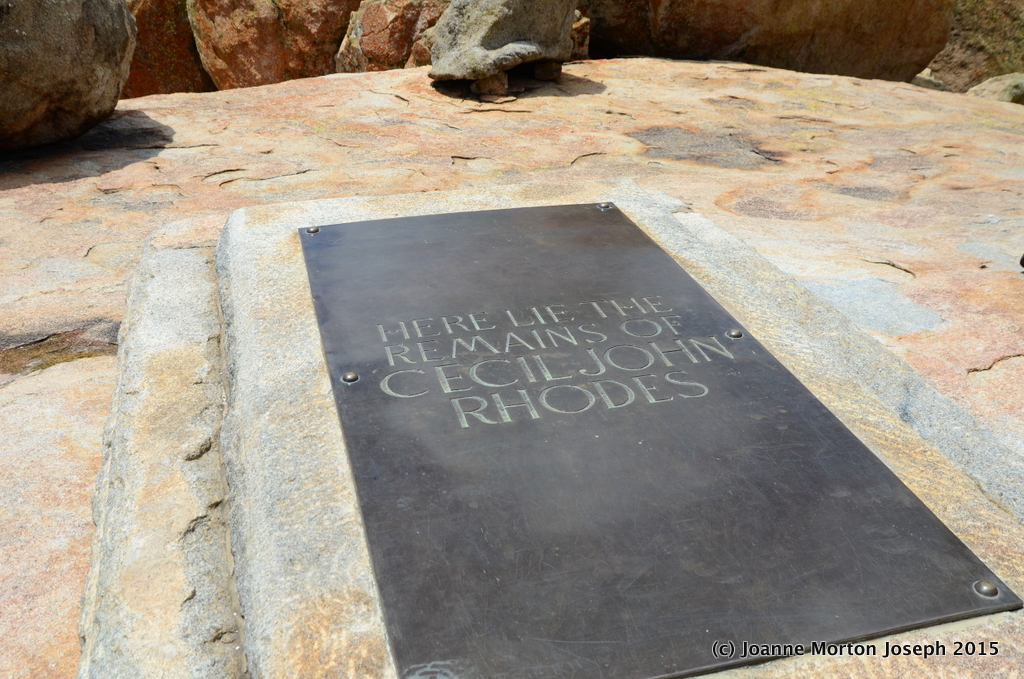 HERE LIE THE
REMAINS OF
CECIL JOHN
RHODES
(c) Joanne Morton Joseph 2015